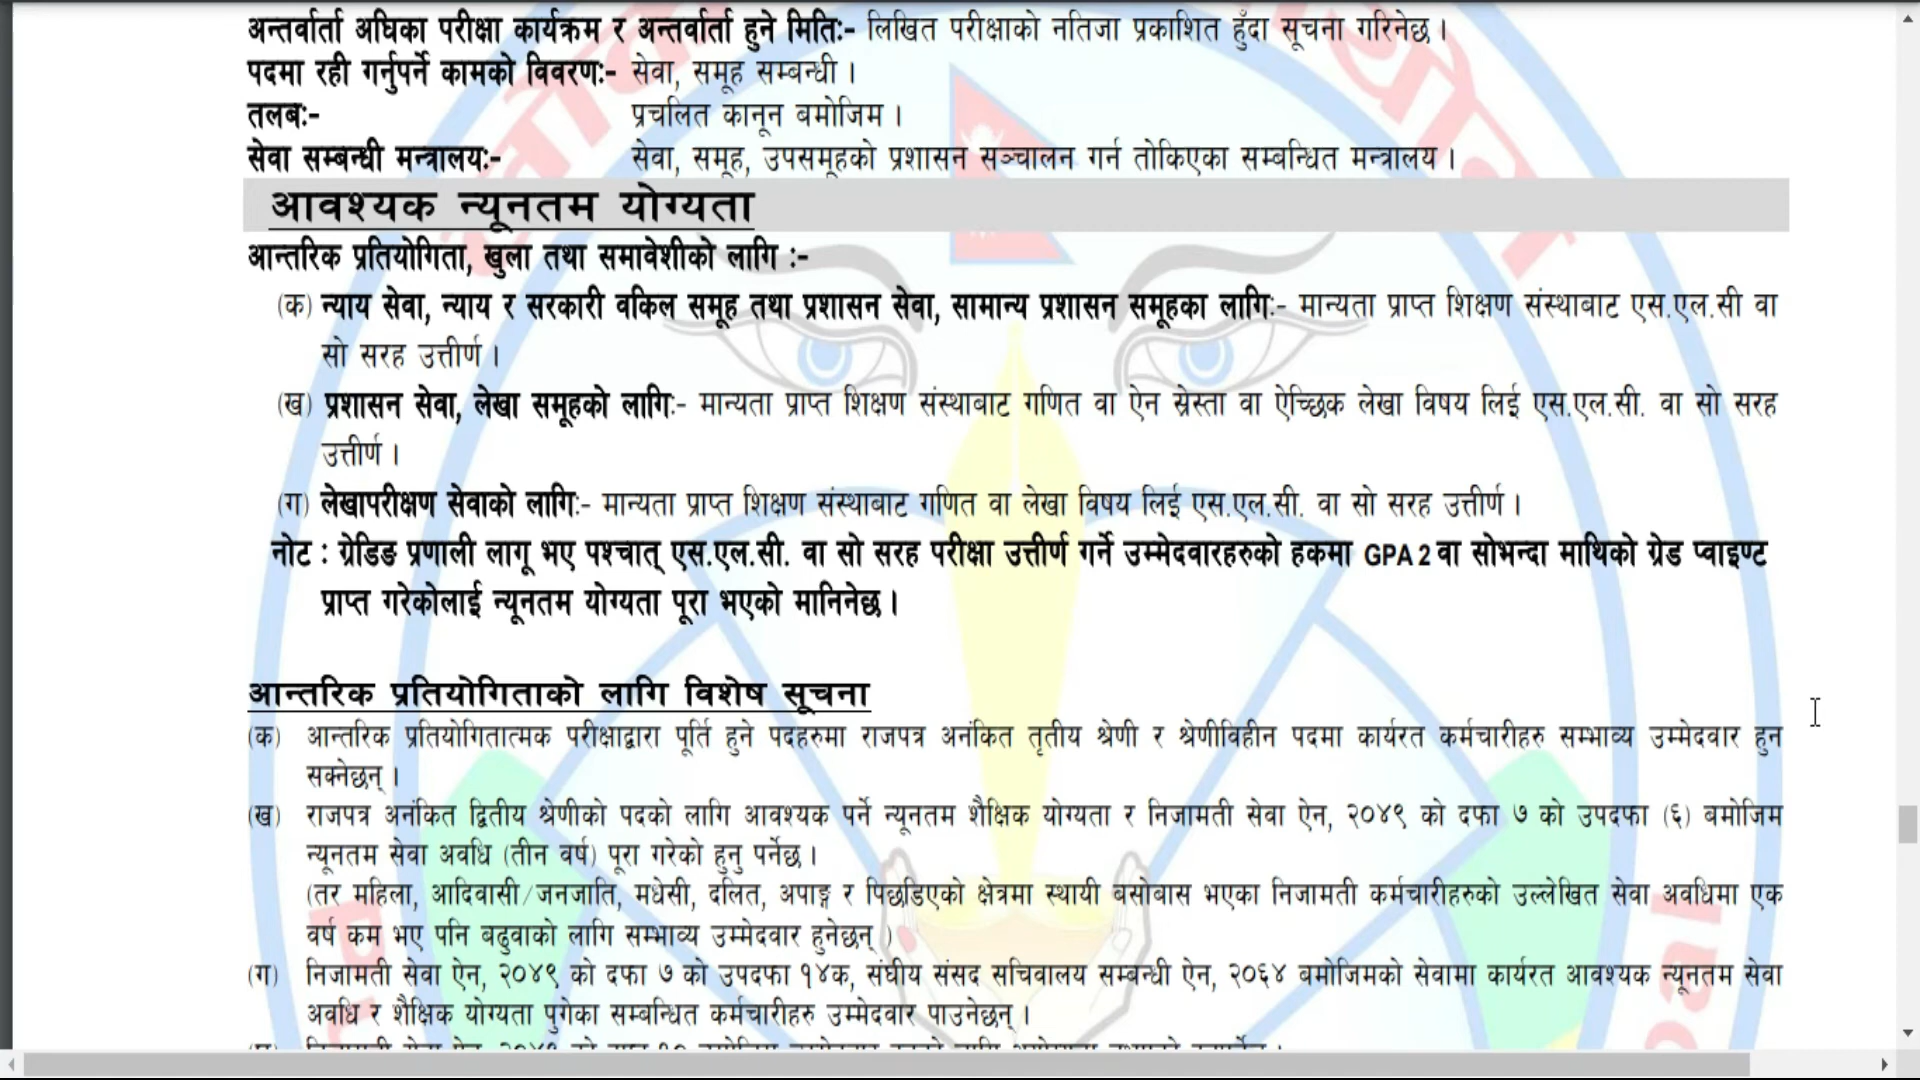 अन्तर्वार्ता अघिका परीक्षा कार्यक्रम र अन्तर्वार्ता हुने मितिः- लिखित परीक्षाको नतिजा प्रकाशित हुँदा सूचना गरिनेछ ।
पदमा रही गर्नुपर्ने कामको विवरणः- सेवा, समूह सम्बन्धी ।
तलबः- प्रचलित कानून बमोजिम ।
सेवा सम्बन्धी मन्त्रालयः- सेवा, समूह, उपसमूहको प्रशासन सञ्चालन गर्न तोकिएका सम्बन्धित मन्त्रालय ।
आवश्यक न्यूनतम योग्यता
आन्तरिक प्रतियोगिता, खुला तथा समावेशीको लागि :-
(क) न्याय सेवा, न्याय र सरकारी वकिल समूह तथा प्रशासन सेवा, सामान्य प्रशासन समूहका लागिः- मान्यता प्राप्त शिक्षण संस्थाबाट एस.एल.सी वा
सो सरह उत्तीर्ण ।
(ख) प्रशासन सेवा, लेखा समूहको लागिः- मान्यता प्राप्त शिक्षण संस्थाबाट गणित वा ऐन स्रेस्ता वा ऐच्छिक लेखा विषय लिई एस.एल.सी. वा सो सरह
उत्तीर्ण ।
(ग) लेखापरीक्षण सेवाको लागिः- मान्यता प्राप्त शिक्षण संस्थाबाट गणित वा लेखा विषय लिई एस.एल.सी. वा सो सरह उत्तीर्ण ।
नोट : ग्रेडिङ प्रणाली लागू भए पश्चात् एस.एल.सी. वा सो सरह परीक्षा उत्तीर्ण गर्ने उम्मेदवारहरुको हकमा GPA 2 वा सोभन्दा माथिको ग्रेड प्वाइण्ट
प्राप्त गरेकोलाई न्यूनतम योग्यता पूरा भएको मानिनेछ ।
आन्तरिक प्रतियोगिताको लागि विशेष सूचना
(क) आन्तरिक प्रतियोगितात्मक परीक्षाद्वारा पूर्ति हुने पदहरुमा राजपत्र अनंकित तृतीय श्रेणी र श्रेणीविहीन पदमा कार्यरत कर्मचारीहरु सम्भाव्य उम्मेदवार हुन
सक्नेछन् ।
(ख) राजपत्र अनंकित द्वितीय श्रेणीको पदको लागि आवश्यक पर्ने न्यूनतम शैक्षिक योग्यता र निजामती सेवा ऐन, २०४९ को दफा ७ को उपदफा (६) बमोजिम
न्यूनतम सेवा अवधि (तीन वर्ष) पूरा गरेको हुनु पर्नेछ ।
(तर महिला, आदिवासी/जनजाति, मधेसी, दलित, अपाङ्ग र पिछडिएको क्षेत्रमा स्थायी बसोबास भएका निजामती कर्मचारीहरुको उल्लेखित सेवा अवधिमा एक
वर्ष कम भए पनि बढुवाको लागि सम्भाव्य उम्मेदवार हुनेछन् )
(ग) निजामती सेवा ऐन, २०४९ को दफा ७ को उपदफा १४क, संघीय संसद सचिवालय सम्बन्धी ऐन, २०६४ बमोजिमको सेवामा कार्यरत आवश्यक न्यूनतम सेवा
अवधि र शैक्षिक योग्यता पुगेका सम्बन्धित कर्मचारीहरु उम्मेदवार पाउनेछन् ।